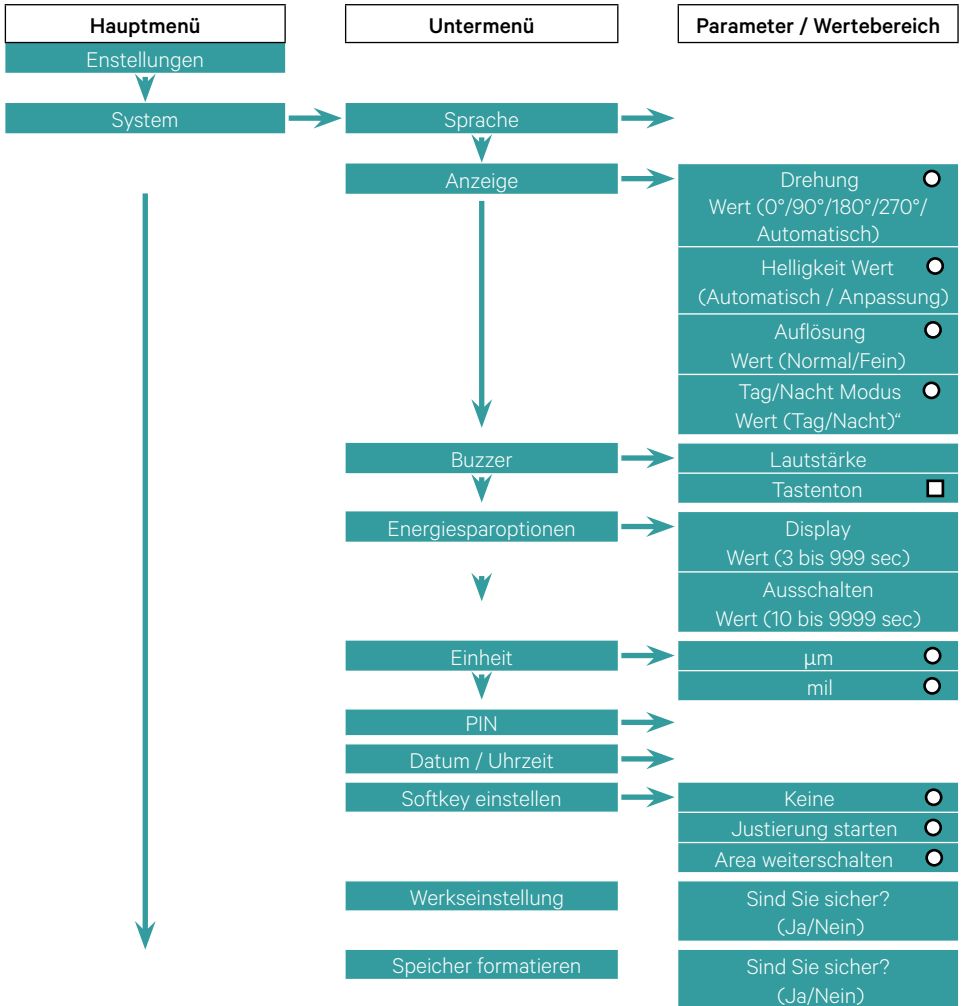 Hauptmenü
Untermenü
Parameter / Wertebereich
Enstellungen
System
Sprache
Anzeige
Drehung
Wert (0°/90°/180°/270°/
Automatisch)
Helligkeit Wert
(Automatisch / Anpassung)
Auflösung
Wert (Normal/Fein)
Tag/Nacht Modus
Wert (Tag/Nacht)“
Buzzer
Lautstärke
Tastenton
Energiesparoptionen
Display
Wert (3 bis 999 sec)
Ausschalten
Wert (10 bis 9999 sec)
Einheit
µm
mil
PIN
Datum / Uhrzeit
Softkey einstellen
Keine
Justierung starten
Area weiterschalten
Werkseinstellung
Sind Sie sicher?
(Ja/Nein)
Speicher formatieren
Sind Sie sicher?
(Ja/Nein)